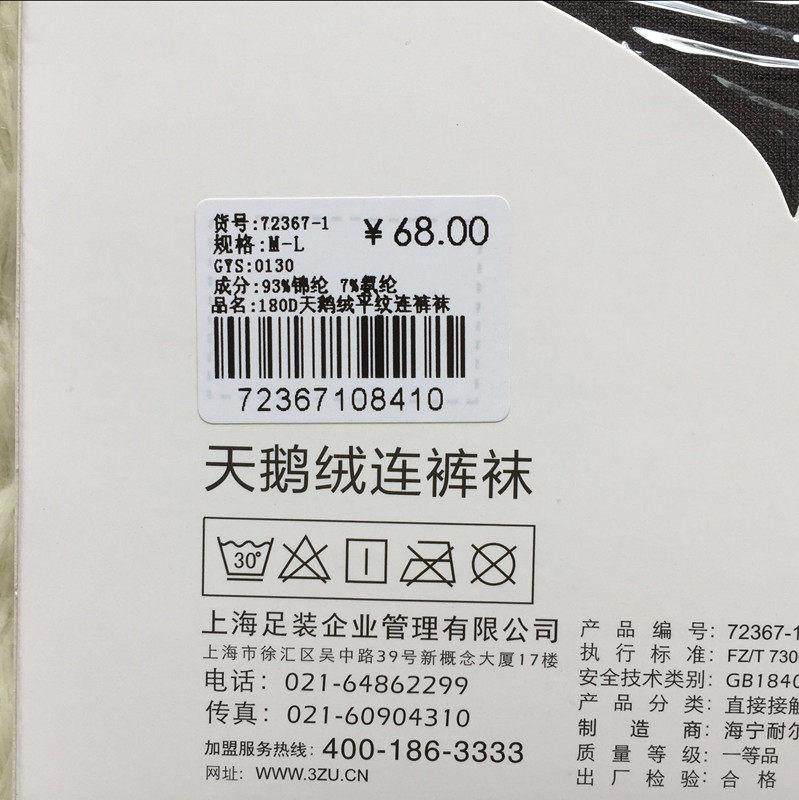 货号:72367-1
¥68.00
规格:M-L
GYS:0130
成分:93%锦纶 7%氨纶
品名:180D天鹅绒平纹连裤袜
72367108410
天鹅绒连裤袜
30°
上海足装企业管理有限公司
上海市徐汇区吴中路39号新概念大厦17楼
电话：021-64862299
传真：021-60904310
加盟服务热线：400-186-3333
网址：WWW.3ZU.CN
产品编号：72367-1
执行标准：FZ/T 730
安全技术类别：GB1840
产品分类：直接接触
制造商：海宁耐尔
质量等级：一等品
出厂检验：合格